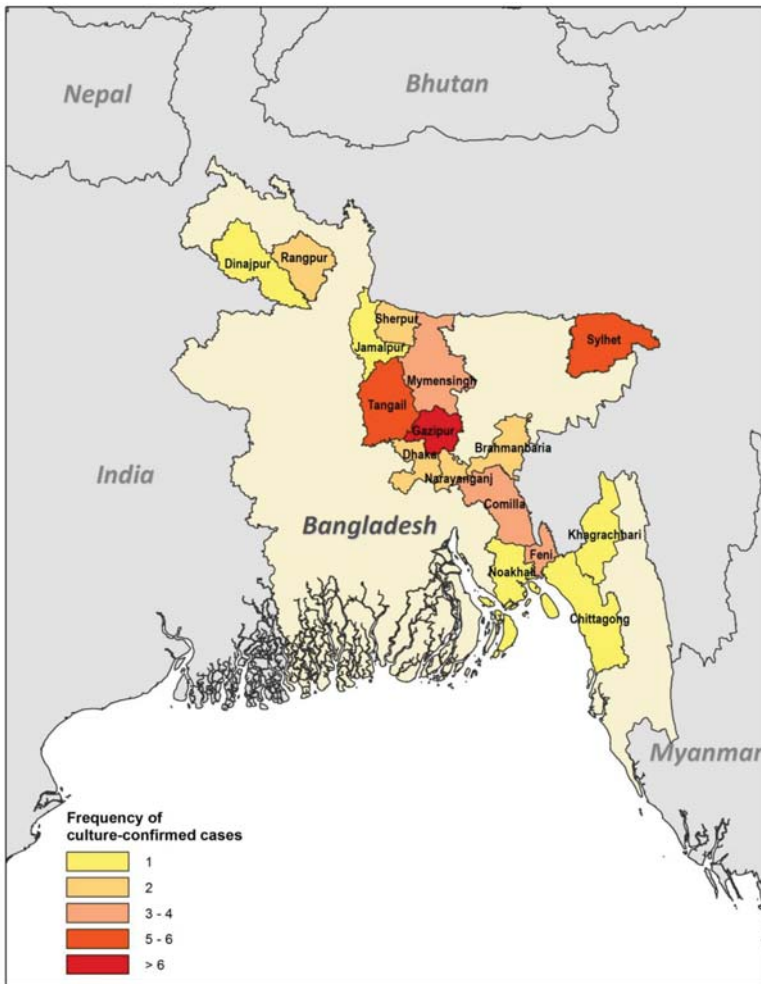 Nepal
Bhutan
Dinajpur
Rangpur
Sherpur
Jamalpur
Sylhet
Mymensingh
Tangail
Gazipur
Dhaka
Brahmanbaria
Narayanganj
India
Comilla
Bangladesh
Khagrachhari
Feni
Noakhali
Chittagong
Myanmar
Frequency of
culture-confirmed cases
1
2
3 - 4
5 - 6
> 6